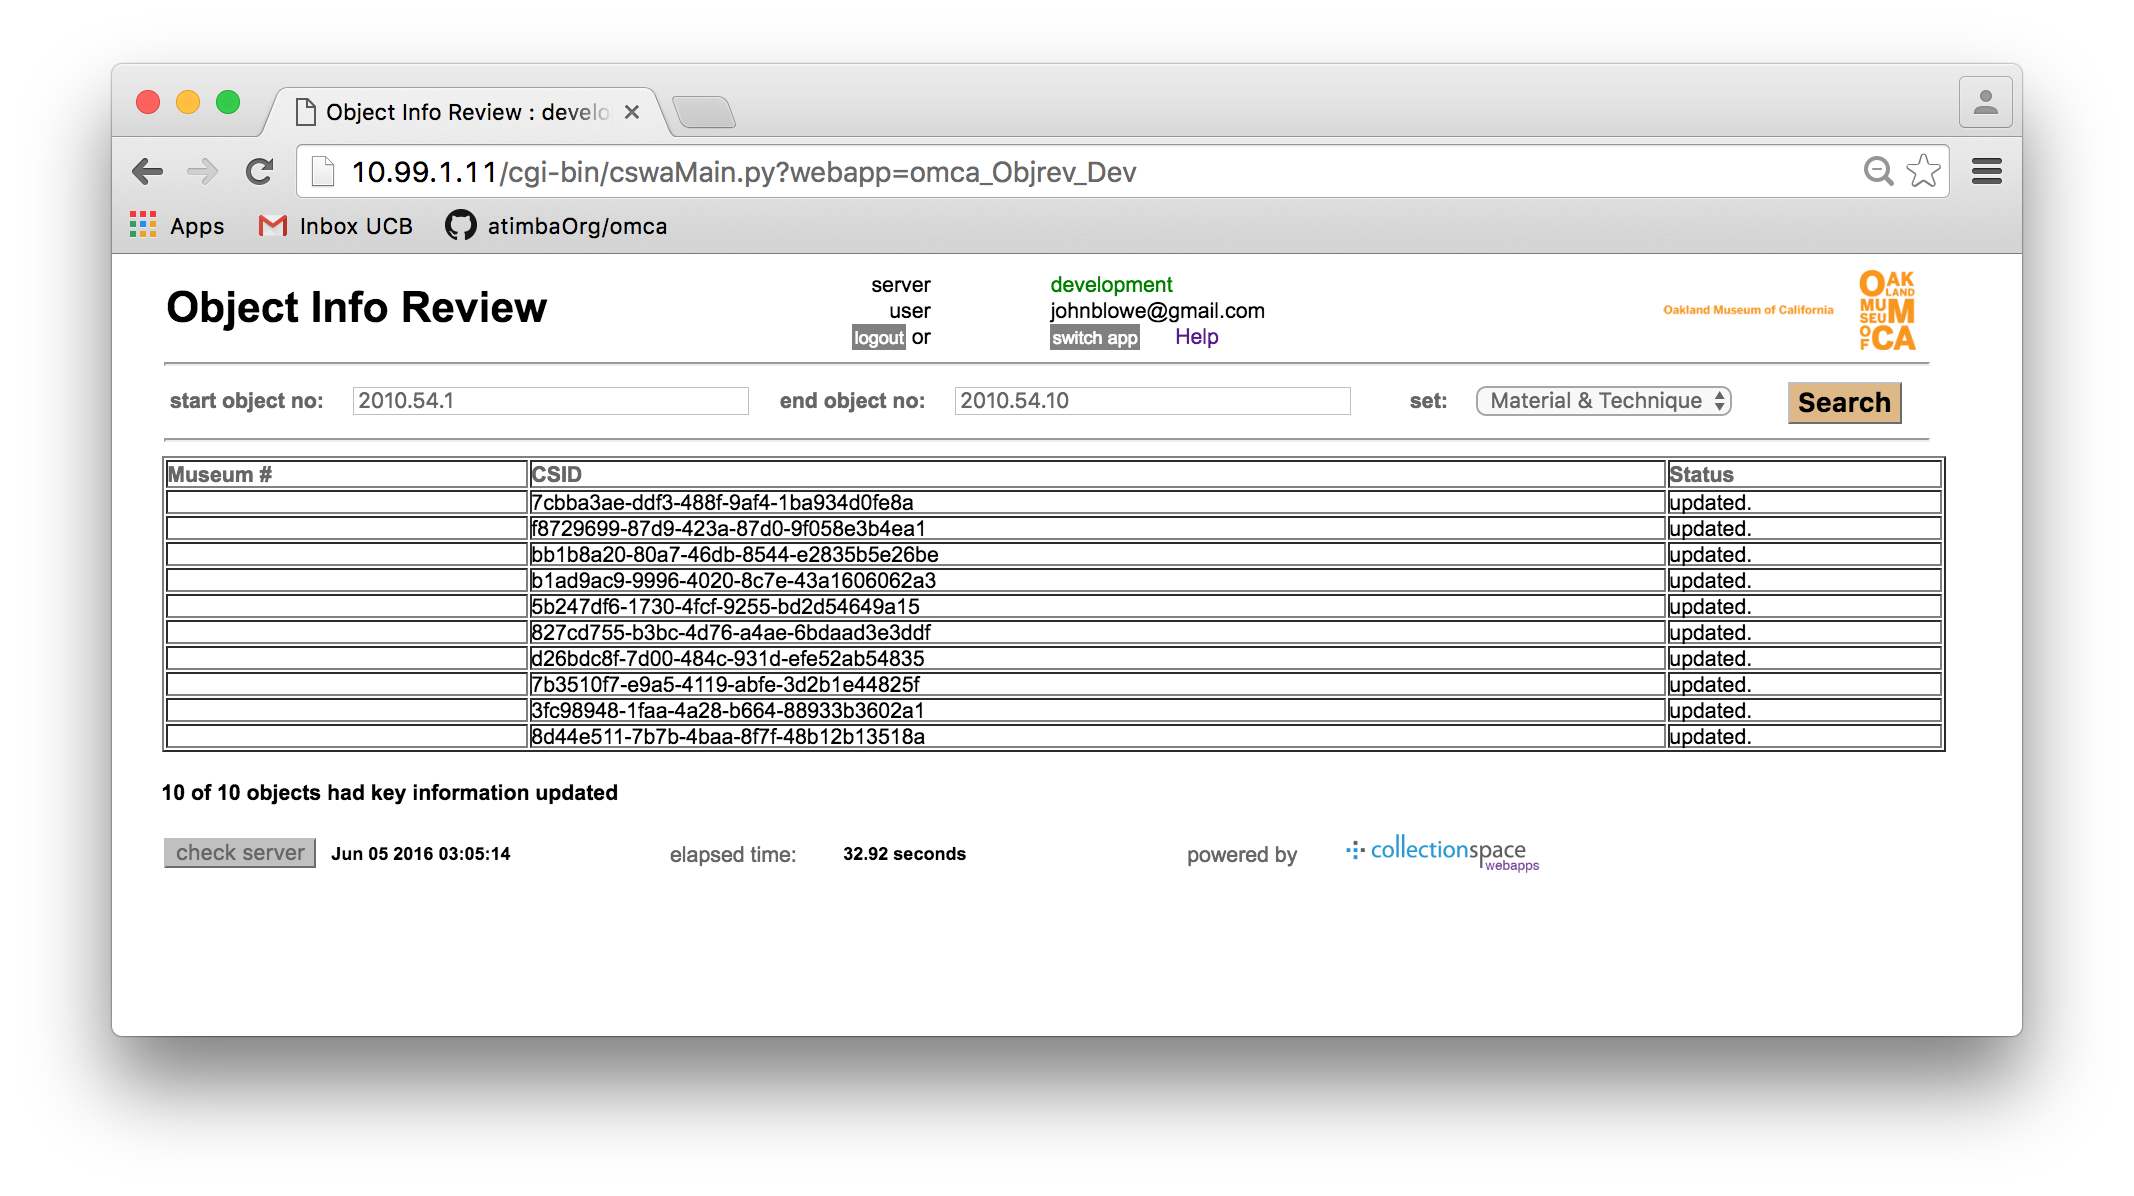 Object Info Review : develo
10.99.1.11/cgi-bin/cswaMain.py?webapp=omca_Objrev_Dev
Apps Inbox UCB atimbaOrg/omca
Object Info Review
server development
user johnblowe@gmail.com
logout or switch app Help
Oakland Museum of California
OAK
LAND
MU
SEUM
OF CA
start object no: 2010.54.1 end object no: 2010.54.10 set: Material & Technique Search
Museum # CSID Status
7cbba3ae-ddf3-488f-9af4-1ba934d0fe8a updated.
f8729699-87d9-423a-87d0-9f058e3b4ea1 updated.
bb1b8a20-80a7-46db-8544-e2835b5e26be updated.
b1ad9ac9-9996-4020-8c7e-43a1606062a3 updated.
5b247df6-1730-4fcf-9255-bd2d54649a15 updated.
827cd755-b3bc-4d76-a4ae-6bdaad3e3ddf updated.
d26bdc8f-7d00-484c-931d-efe52ab54835 updated.
7b3510f7-e9a5-4119-abfe-3d2b1e44825f updated.
3fc98948-1faa-4a28-b664-88933b3602a1 updated.
8d44e511-7b7b-4baa-8f7f-48b12b13518a updated.
10 of 10 objects had key information updated
check server Jun 05 2016 03:05:14 elapsed time: 32.92 seconds powered by collectionspace
webapps